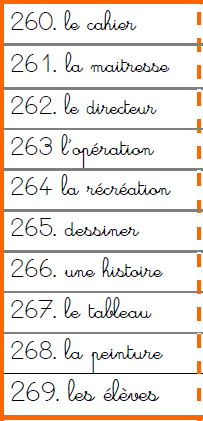 260. le cahier
261. la maitresse
262. le directeur
263 l'opération
264 la récréation
265. dessiner
266. une histoire
267. le tableau
268. la peinture
269. les élèves